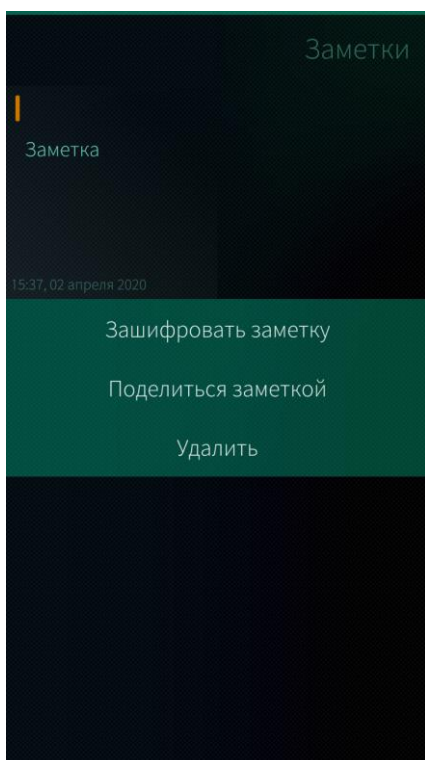 Заметки
Заметка
15:37, 02 апреля 2020
Зашифровать заметку
Поделиться заметкой
Удалить